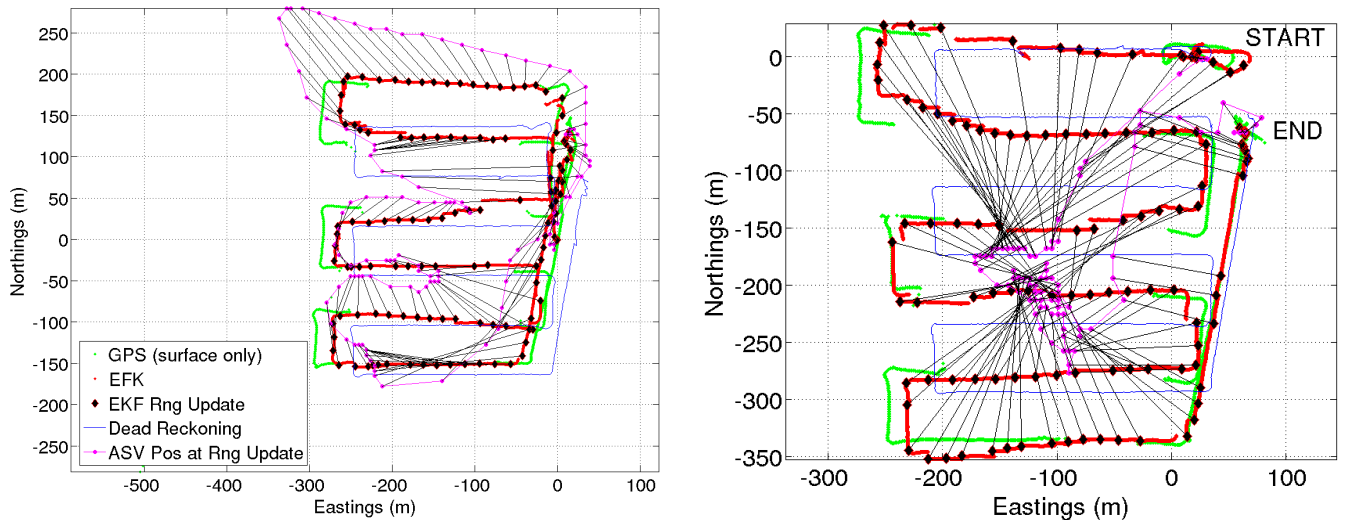 250
200
150
100
50
0
-50
-100
-150
-200
-250
Northings (m)
GPS (surface only)
EFK
EKF Rng Update
Dead Reckoning
ASV Pos at Rng Update
-500
-400
-300
-200
-100
0
100
Eastings (m)
START
END
0
-50
-100
-150
-200
-250
-300
-350
Northings (m)
-300
-200
-100
0
100
Eastings (m)